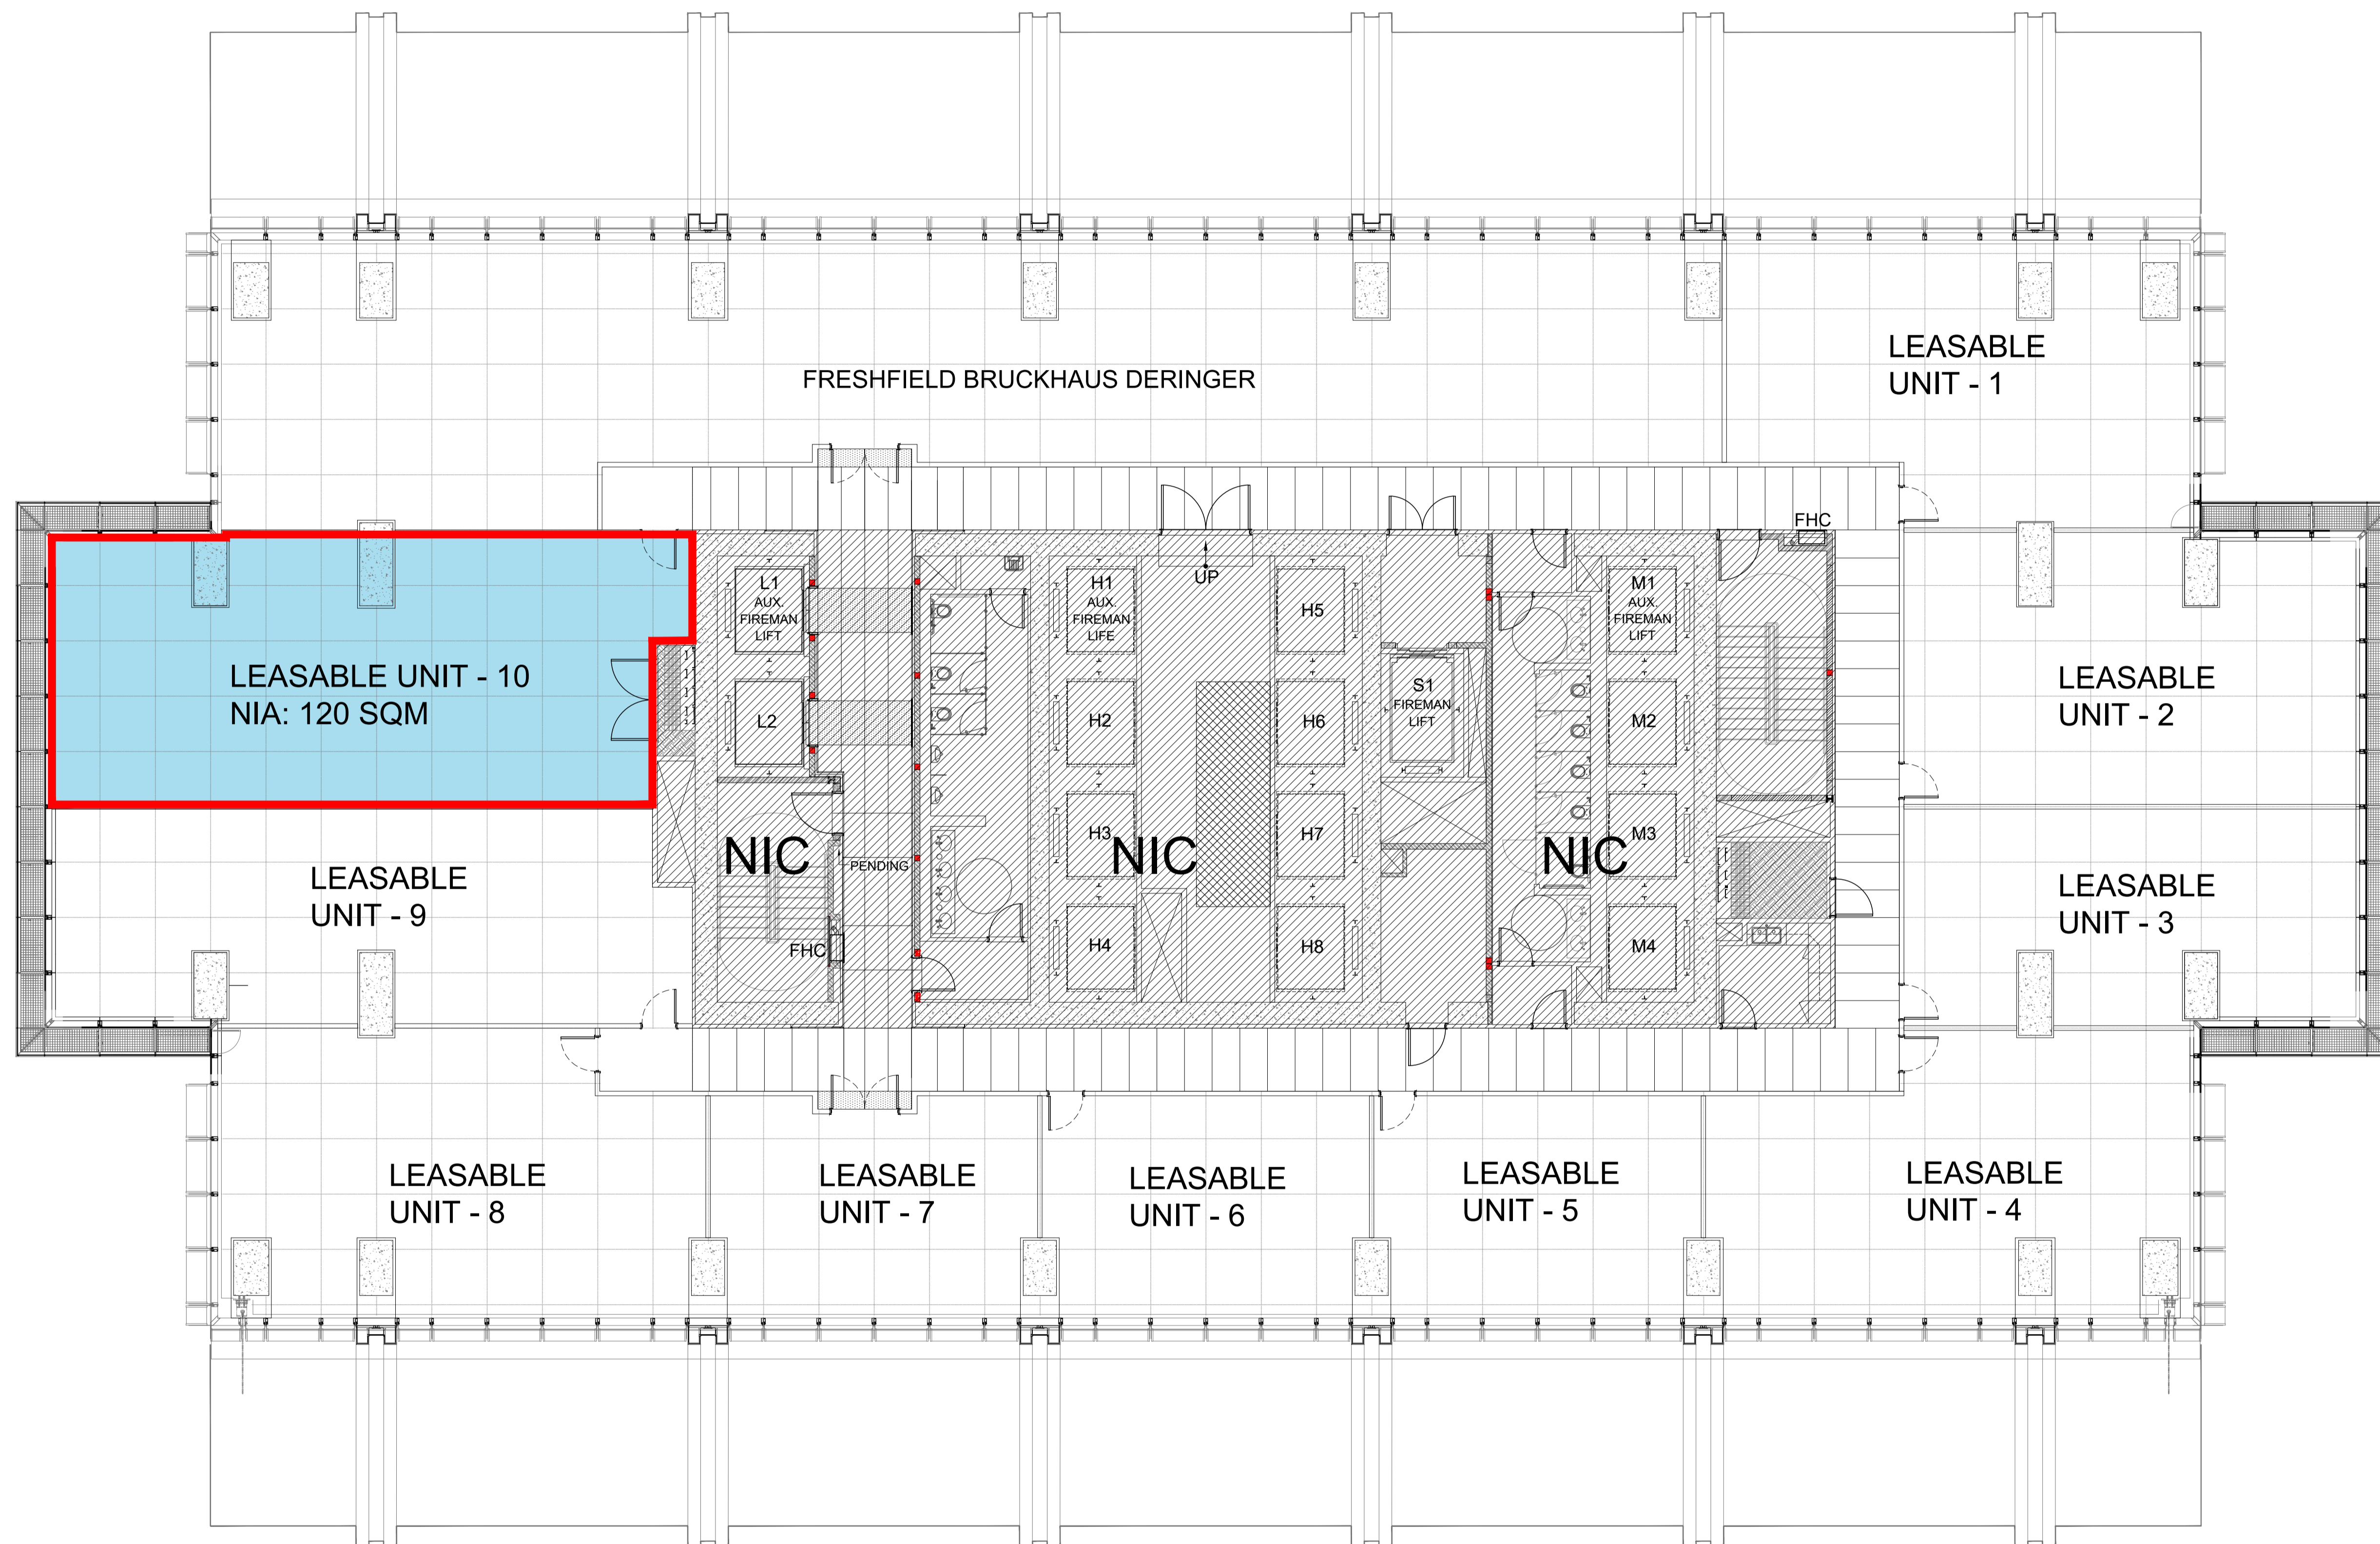 LEASABLE
UNIT - 1
FRESHFIELD BRUCKHAUS DERINGER
FHC
UP
L1
AUX.
FIREMAN
LIFT
H1
AUX.
FIREMAN
LIFE
H5
M1
AUX.
FIREMAN
LIFT
LEASABLE UNIT - 10
NIA: 120 SQM
L2
H2
H6
S1
FIREMAN
LIFT
M2
LEASABLE
UNIT - 2
NIC
PENDING
H3
NIC
H7
NIC
M3
LEASABLE
UNIT - 9
LEASABLE
UNIT - 3
FHC
H4
H8
M4
LEASABLE
UNIT - 8
LEASABLE
UNIT - 7
LEASABLE
UNIT - 6
LEASABLE
UNIT - 5
LEASABLE
UNIT - 4